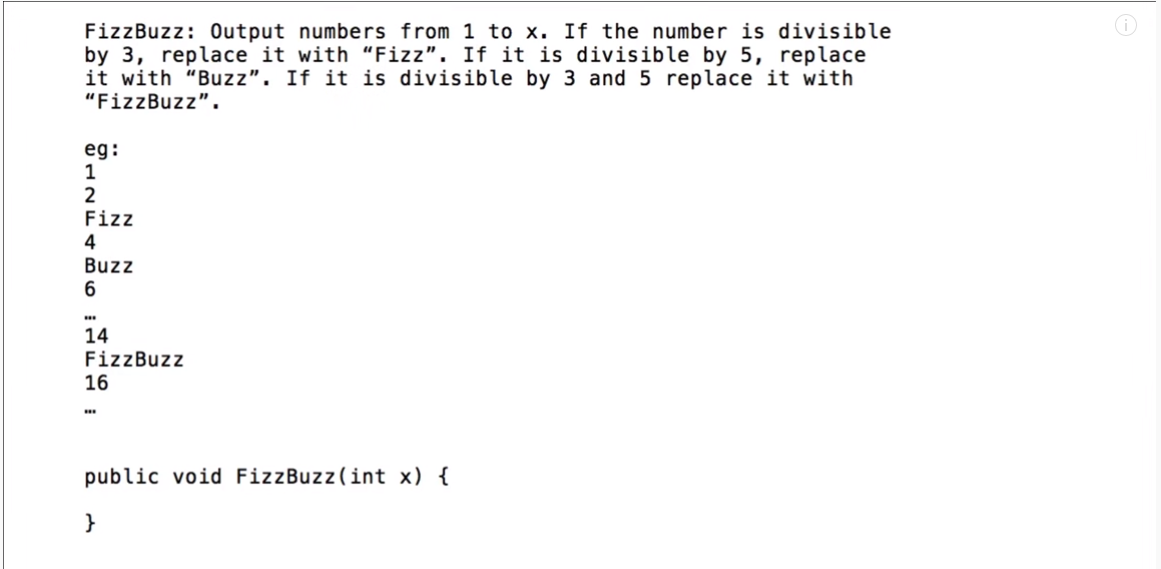 FizzBuzz: Output numbers from 1 to x. If the number is divisible
by 3, replace it with “Fizz”. If it is divisible by 5, replace
it with “Buzz”. If it is divisible by 3 and 5 replace it with
“FizzBuzz”.
eg:
1
2
Fizz
4
Buzz
6
…
14
FizzBuzz
16
…
public void FizzBuzz(int x) {
}